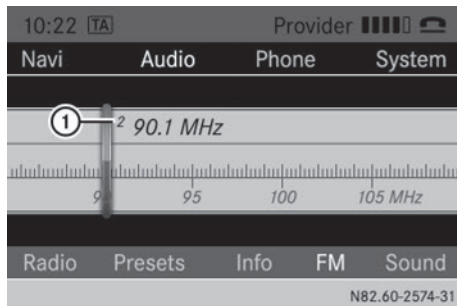 10:22 TA Provider
Navi Audio Phone System
1 2 90.1 MHz
95 100 105 MHz
Radio Presets Info FM Sound
N82.60-2574-31